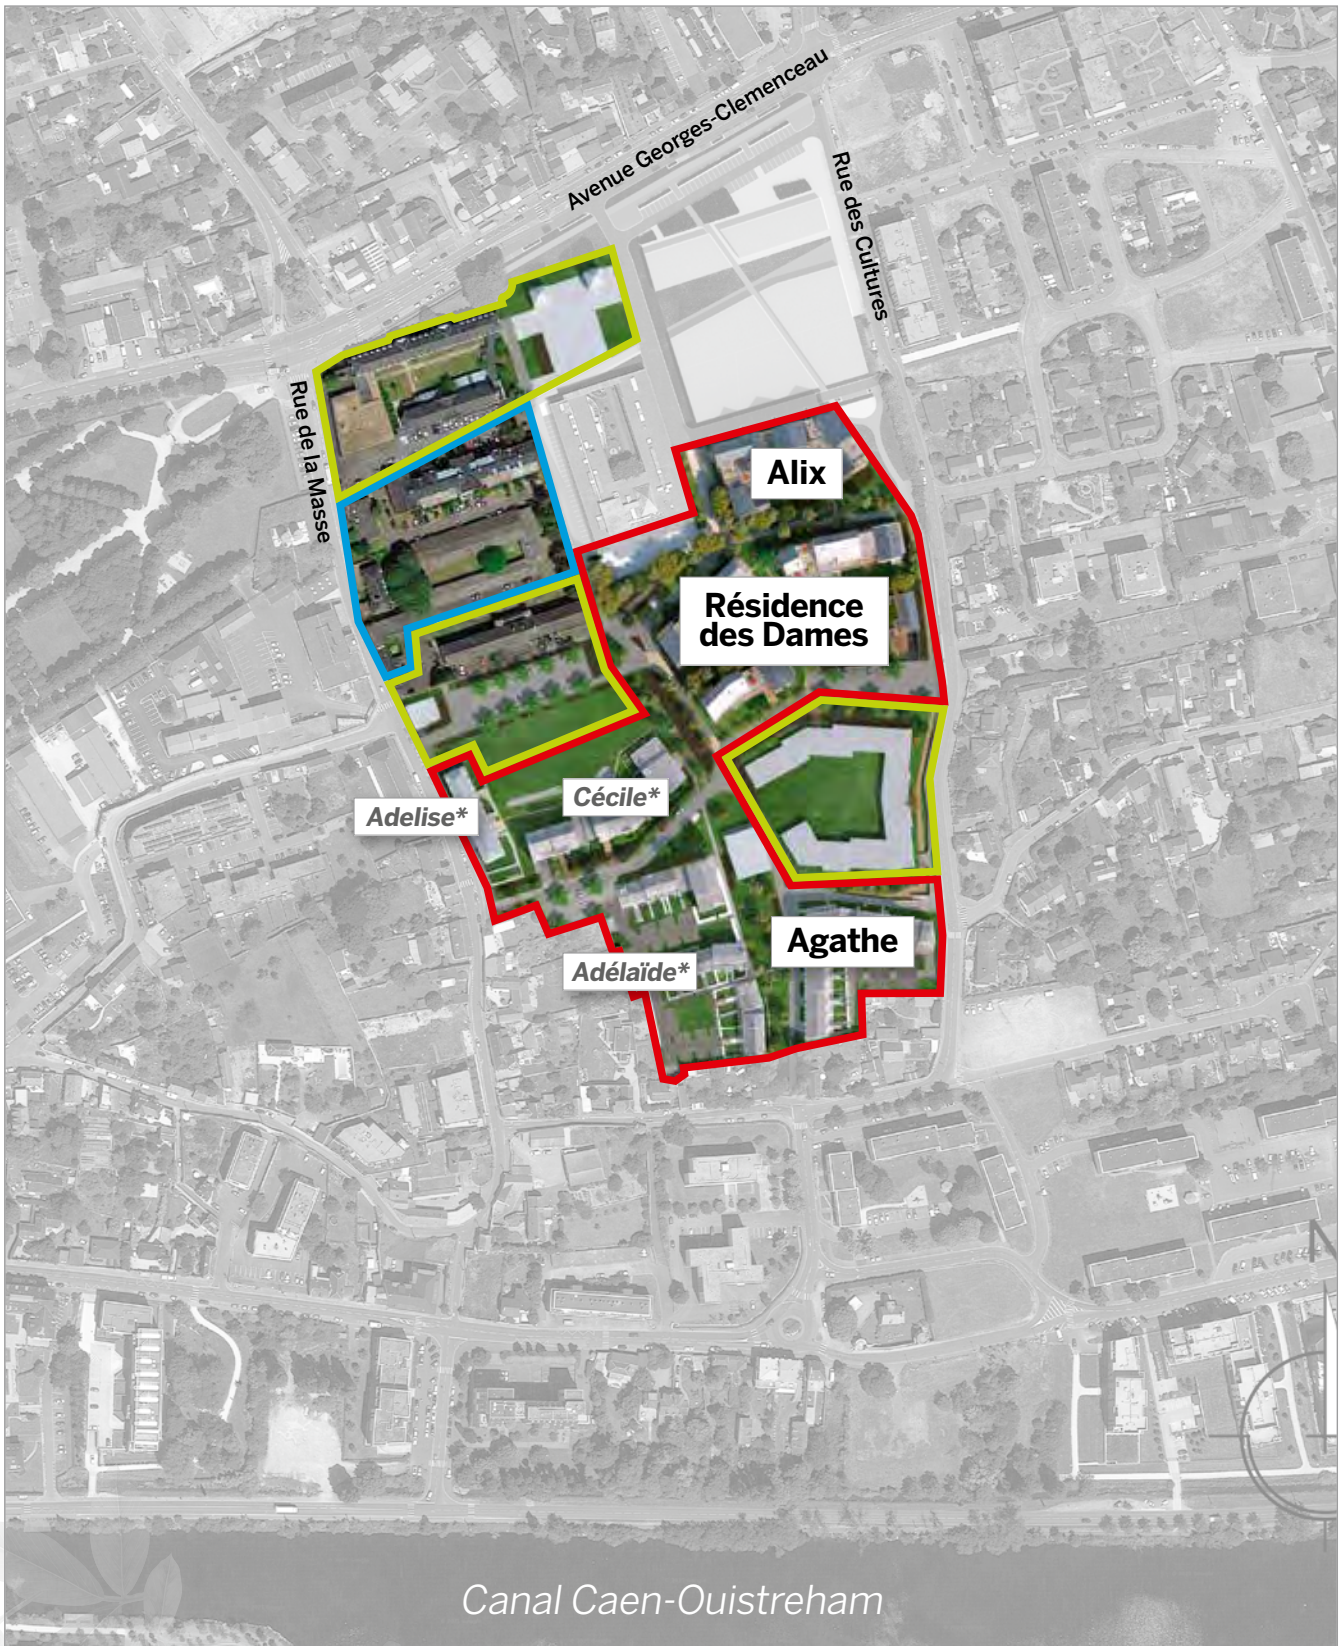 Avenue Georges-Clemenceau
Rue des Cultures
Rue de la Masse
Alix
Résidence
des Dames
Adelise*
Cécile*
Agathe
Adélaïde*
N
Canal Caen-Ouistreham